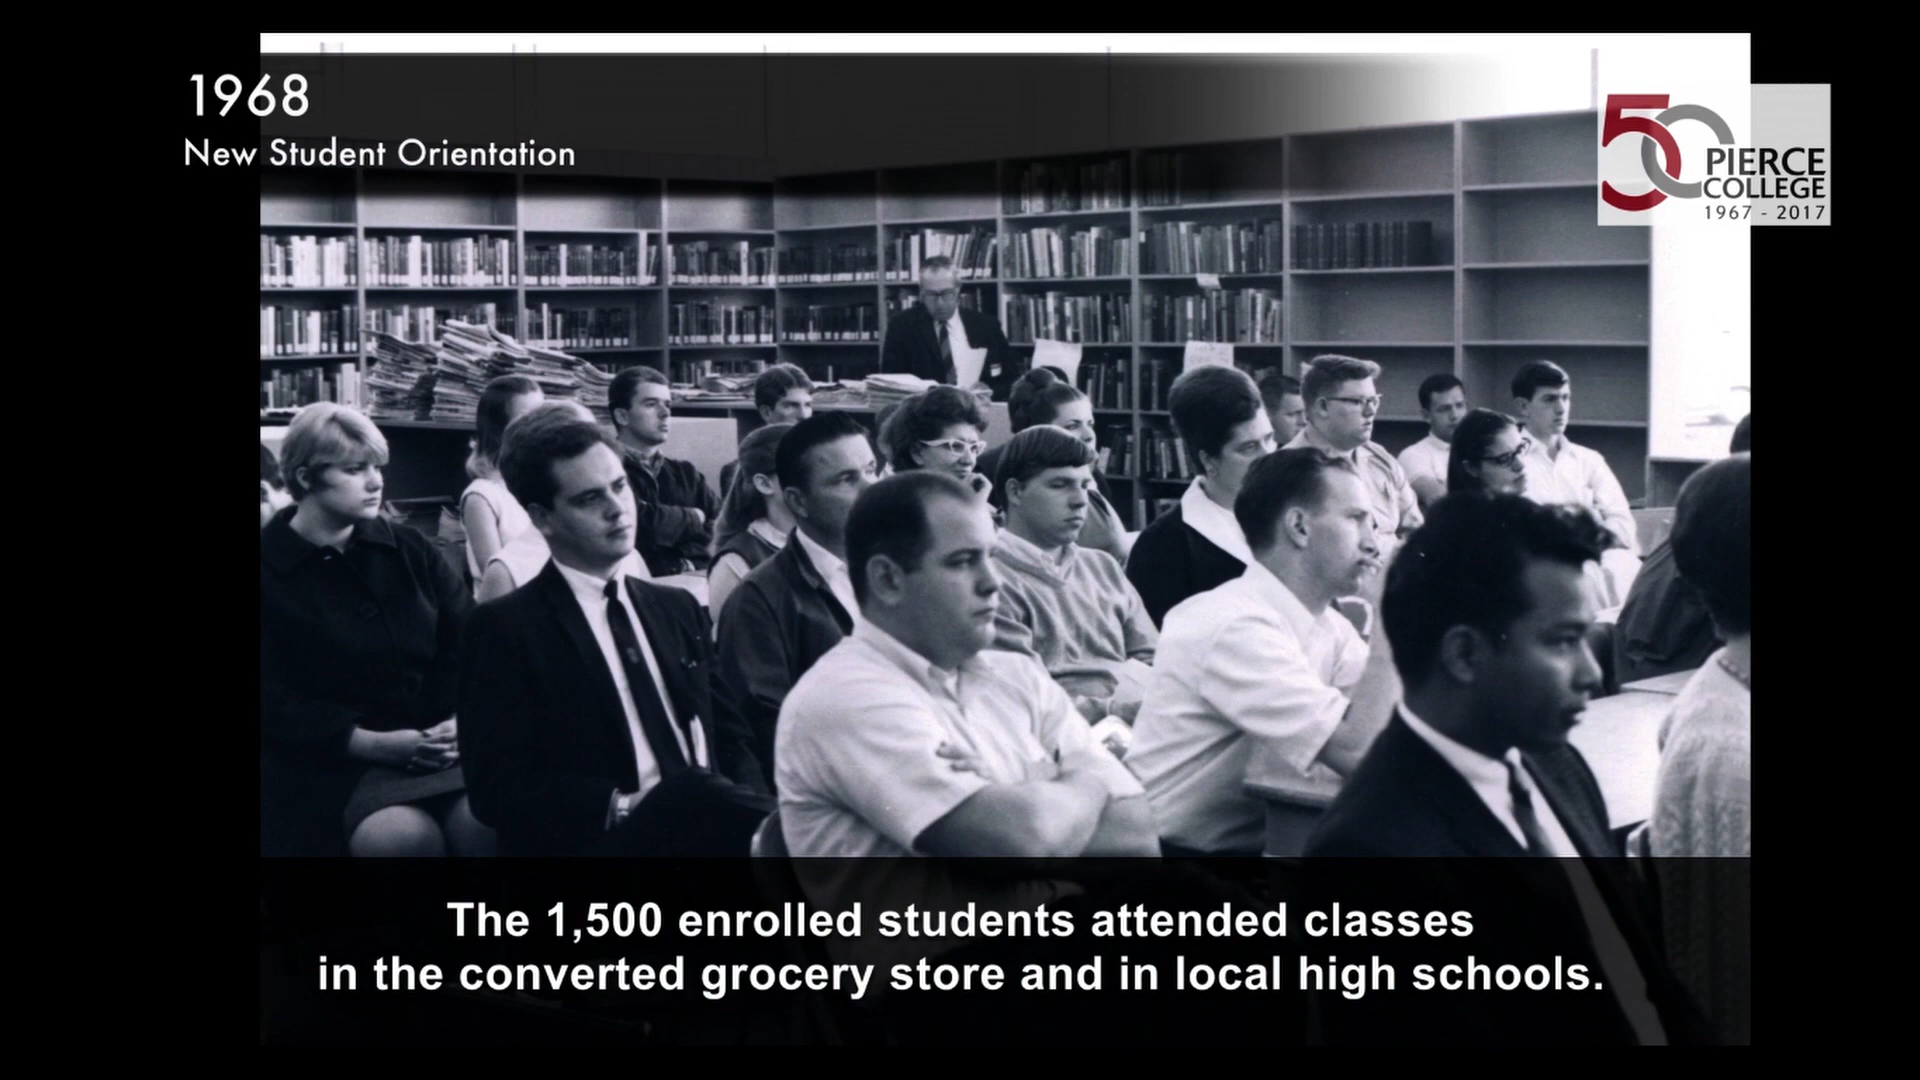 1968
New Student Orientation
50
PIERCE
COLLEGE
1967 - 2017
The 1,500 enrolled students attended classes
in the converted grocery store and in local high schools.